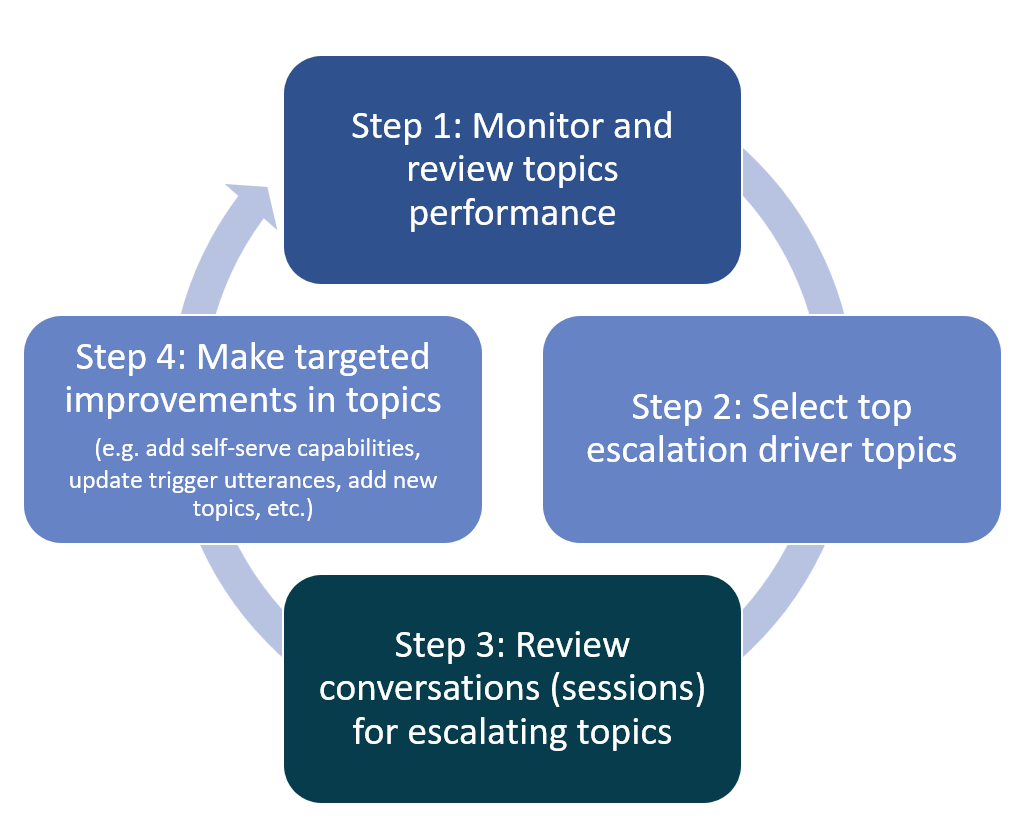 Step 1: Monitor and
review topics
performance
Step 2: Select top
escalation driver topics
Step 3: Review
conversations (sessions)
for escalating topics
Step 4: Make targeted
improvements in topics
(e.g. add self-serve capabilities,
update trigger utterances, add new
topics, etc.)